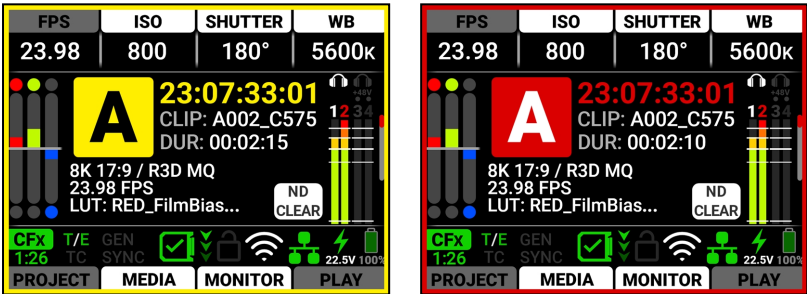 FPS ISO SHUTTER WB
23.98 800 180° 5600K
A
23:07:33:01
+48V
CLIP: A002_C575
1 2 3 4
DUR: 00:02:15
8K 17:9 / R3D MQ
23.98 FPS
LUT: RED_FilmBias...
ND
CLEAR
CFx T/E GEN
1:26 TC SYNC
22.5V 100%
PROJECT MEDIA MONITOR PLAY
FPS ISO SHUTTER WB
23.98 800 180° 5600K
A
23:07:33:01
+48V
CLIP: A002_C575
1 2 3 4
DUR: 00:02:10
8K 17:9 / R3D MQ
23.98 FPS
LUT: RED_FilmBias...
ND
CLEAR
CFx T/E GEN
1:26 TC SYNC
22.5V 100%
PROJECT MEDIA MONITOR PLAY